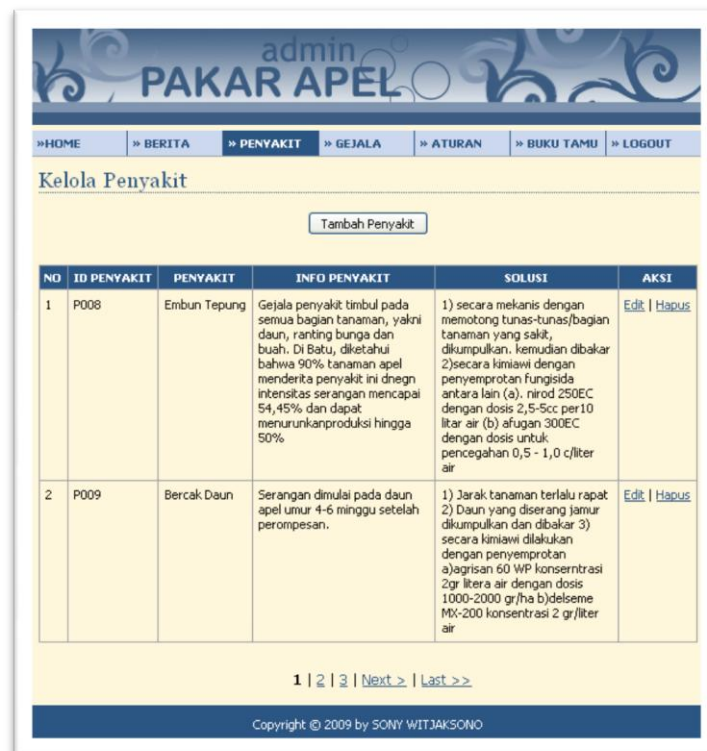 admin
PAKAR APEL
»HOME » BERITA » PENYAKIT » GEJALA » ATURAN » BUKU TAMU » LOGOUT
Kelola Penyakit
Tambah Penyakit
NO ID PENYAKIT PENYAKIT INFO PENYAKIT SOLUSI AKSI
1 P008 Embun Tepung
Gejala penyakit timbul pada
semua bagian tanaman, yakni
daun, ranting bunga dan
buah. Di Batu, diketahui
bahwa 90% tanaman apel
menderita penyakit ini dnegn
intensitas serangan mencapai
54,45% dan dapat
menurunkanproduksi hingga
50%
1) secara mekanis dengan
memotong tunas-tunas/bagian
tanaman yang sakit,
dikumpulkan. kemudian dibakar
2)secara kimiawi dengan
penyemprotan fungisida
antara lain (a). nirod 250EC
dengan dosis 2,5-5cc per10
litar air (b) afugan 300EC
dengan dosis untuk
pencegahan 0,5 - 1,0 c/liter
air
Edit | Hapus
2 P009 Bercak Daun
Serangan dimulai pada daun
apel umur 4-6 minggu setelah
perompesan.
1) Jarak tanaman terlalu rapat
2) Daun yang diserang jamur
dikumpulkan dan dibakar 3)
secara kimiawi dilakukan
dengan penyemprotan
a)agrisan 60 WP konserntrasi
2gr litera air dengan dosis
1000-2000 gr/ha b)delseme
MX-200 konsentrasi 2 gr/liter
air
Edit | Hapus
1 | 2 | 3 | Next > | Last >>
Copyright © 2009 by SONY WITJAKSONO